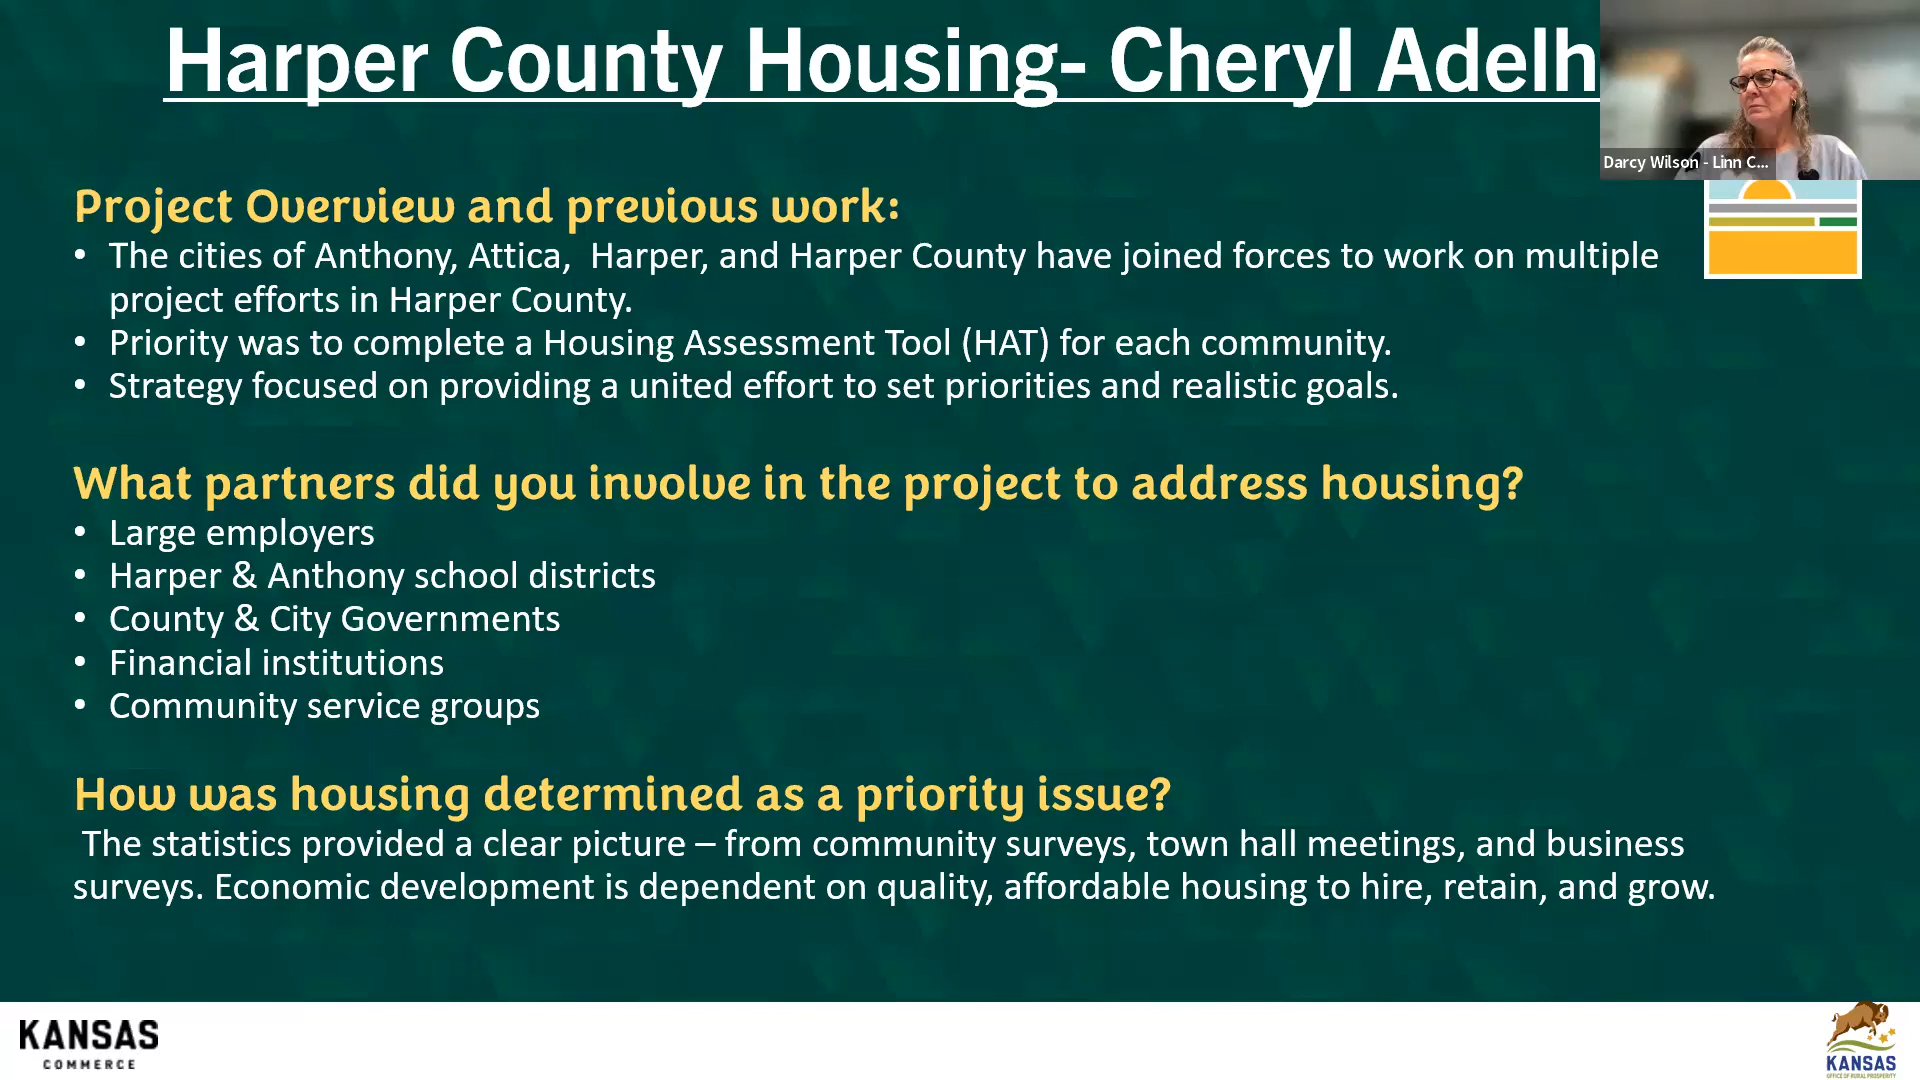 Harper County Housing- Cheryl Adelh
Darcy Wilson - Linn C...
Project Overview and previous work:
• The cities of Anthony, Attica,  Harper, and Harper County have joined forces to work on multiple
project efforts in Harper County.
• Priority was to complete a Housing Assessment Tool (HAT) for each community.
• Strategy focused on providing a united effort to set priorities and realistic goals.
What partners did you involve in the project to address housing?
• Large employers
• Harper & Anthony school districts
• County & City Governments
• Financial institutions
• Community service groups
How was housing determined as a priority issue?
The statistics provided a clear picture – from community surveys, town hall meetings, and business
surveys. Economic development is dependent on quality, affordable housing to hire, retain, and grow.
KANSAS
COMMERCE
KANSAS
OFFICE OF RURAL PROSPERITY